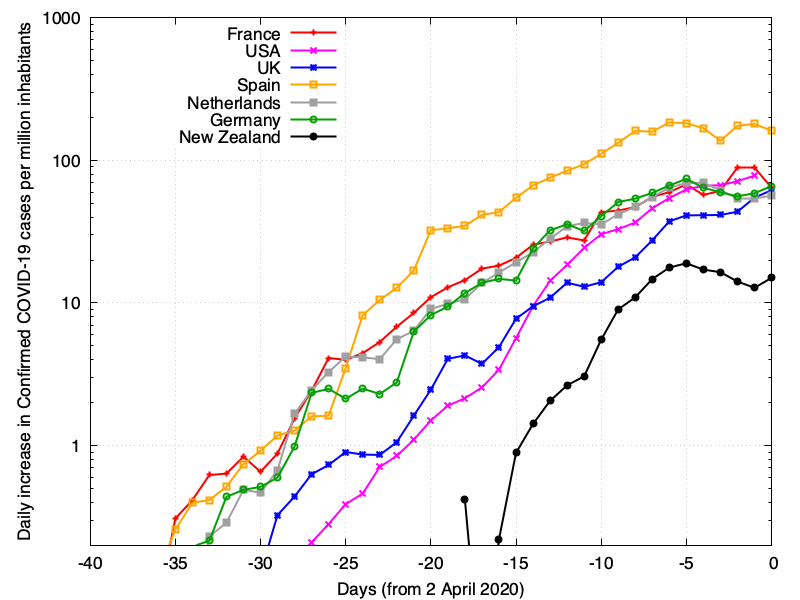 Daily increase in Confirmed COVID-19 cases per million inhabitants
1000
100
10
1
France
USA
UK
Spain
Netherlands
Germany
New Zealand
-40 -35 -30 -25 -20 -15 -10 -5 0
Days (from 2 April 2020)